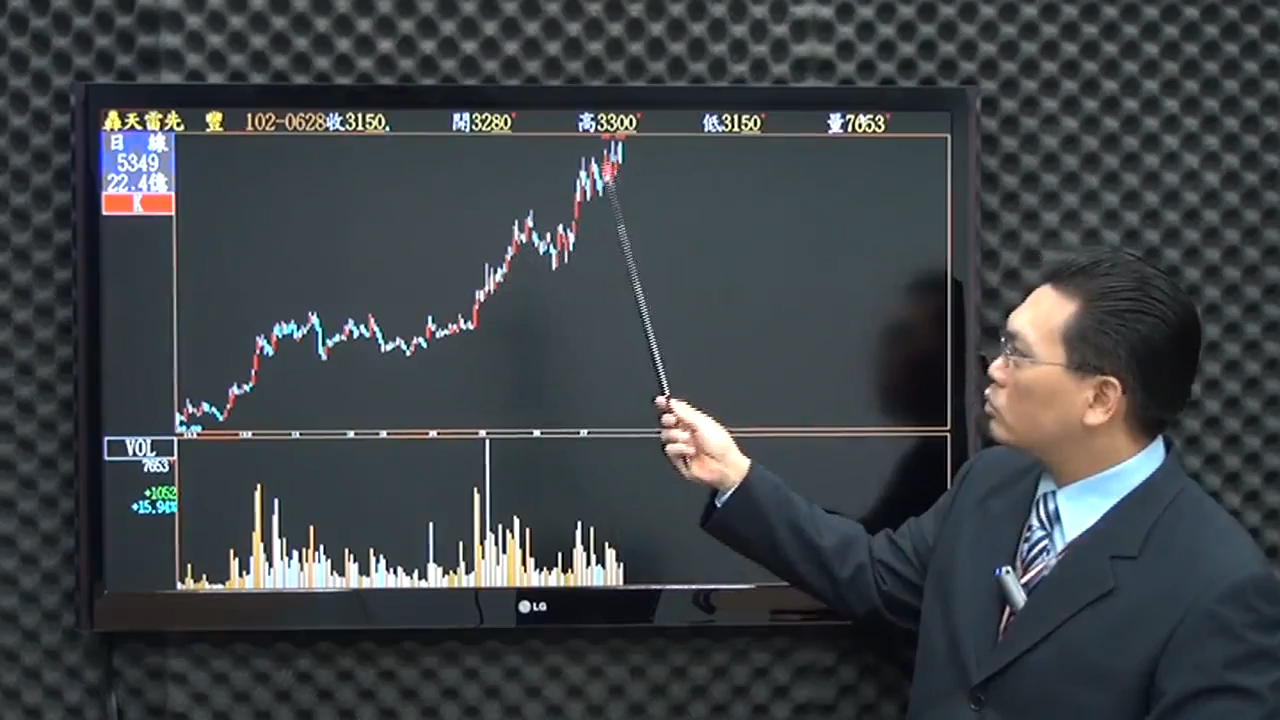 轟天雷先 豐 102-0628收3150 開3280 高3300 低3150 量7653
日 線
5349
22.4億
K
VOL
7653
+1052
+15.94%
LG